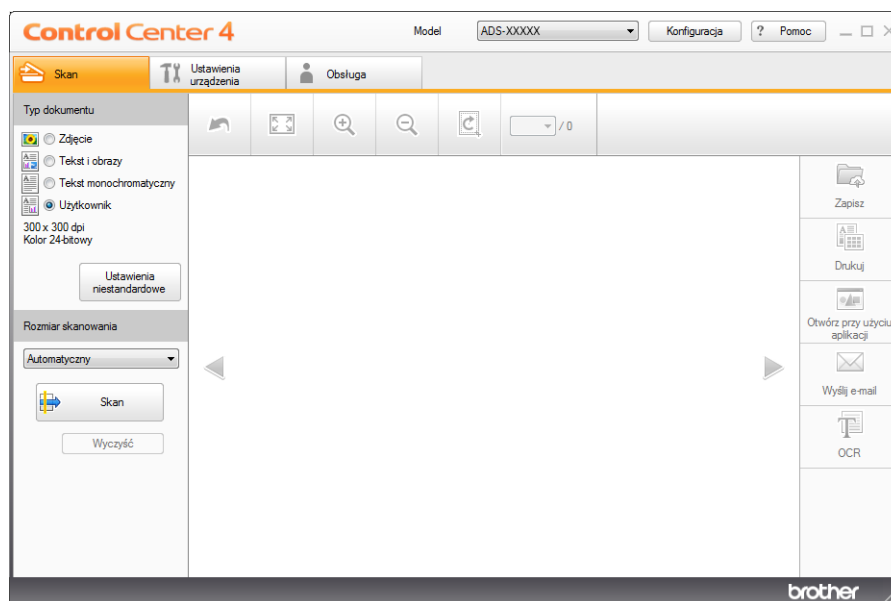 Control Center 4
Model
ADS-XXXXX
Konfiguracja
? Pomoc
Skan
Ustawienia
urządzenia
Obsługa
Typ dokumentu
Zdjęcie
Tekst i obrazy
Tekst monochromatyczny
Użytkownik
300 x 300 dpi
Kolor 24-bitowy
Ustawienia
niestandardowe
Rozmiar skanowania
Automatyczny
Skan
Wyczyść
/ 0
Zapisz
Drukuj
Otwórz przy użyciu
aplikacji
Wyślij e-mail
OCR
brother